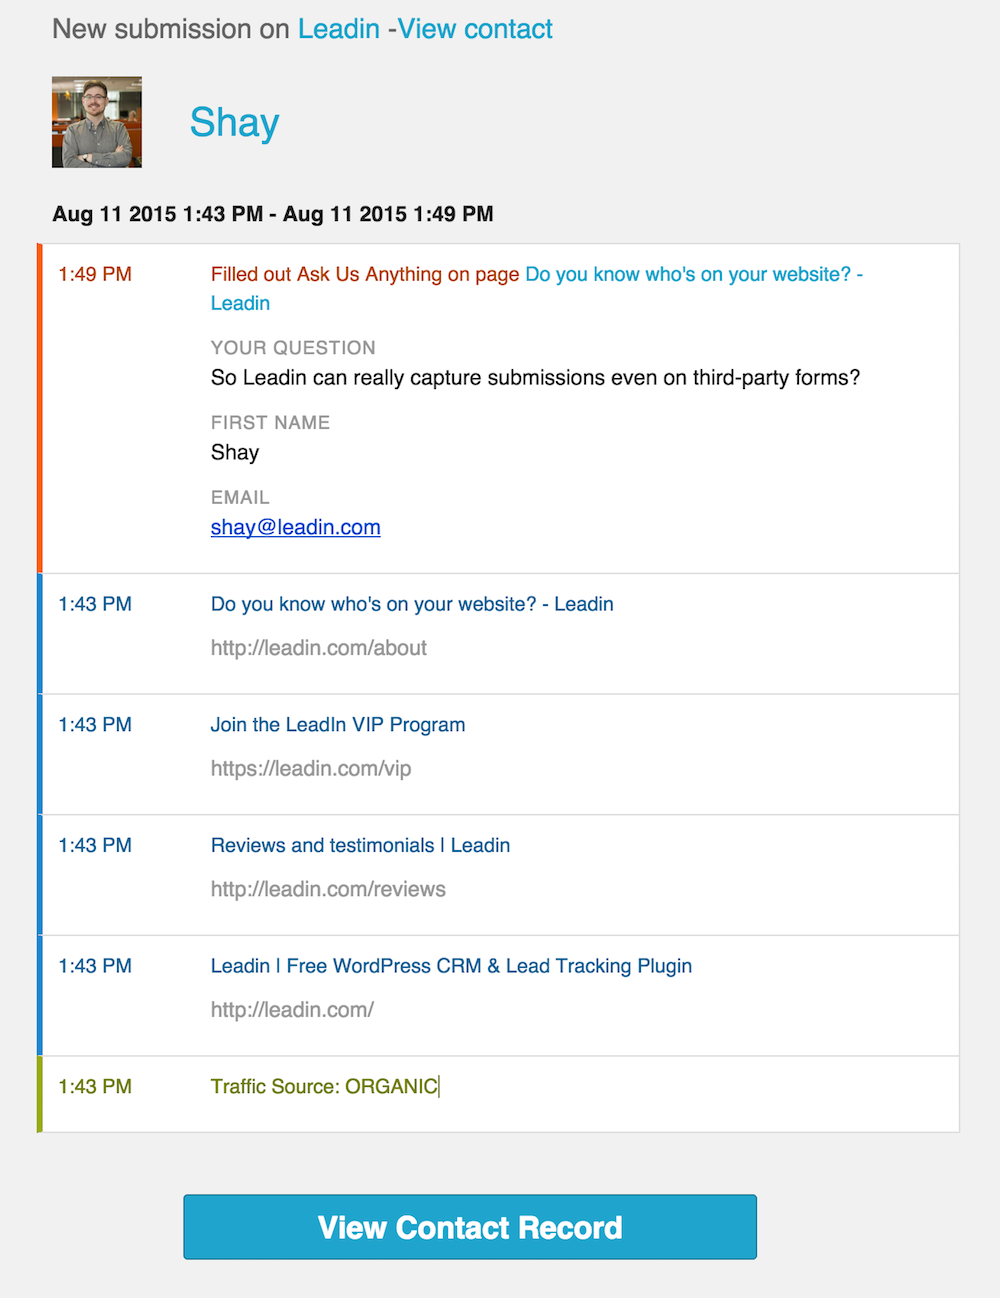 New submission on Leadin -View contact
Shay
Aug 11 2015 1:43 PM - Aug 11 2015 1:49 PM
1:49 PM Filled out Ask Us Anything on page Do you know who's on your website? -
Leadin
YOUR QUESTION
So Leadin can really capture submissions even on third-party forms?
FIRST NAME
Shay
EMAIL
shay@leadin.com
1:43 PM Do you know who's on your website? - Leadin
http://leadin.com/about
1:43 PM Join the LeadIn VIP Program
https://leadin.com/vip
1:43 PM Reviews and testimonials | Leadin
http://leadin.com/reviews
1:43 PM Leadin | Free WordPress CRM & Lead Tracking Plugin
http://leadin.com/
1:43 PM Traffic Source: ORGANIC
View Contact Record